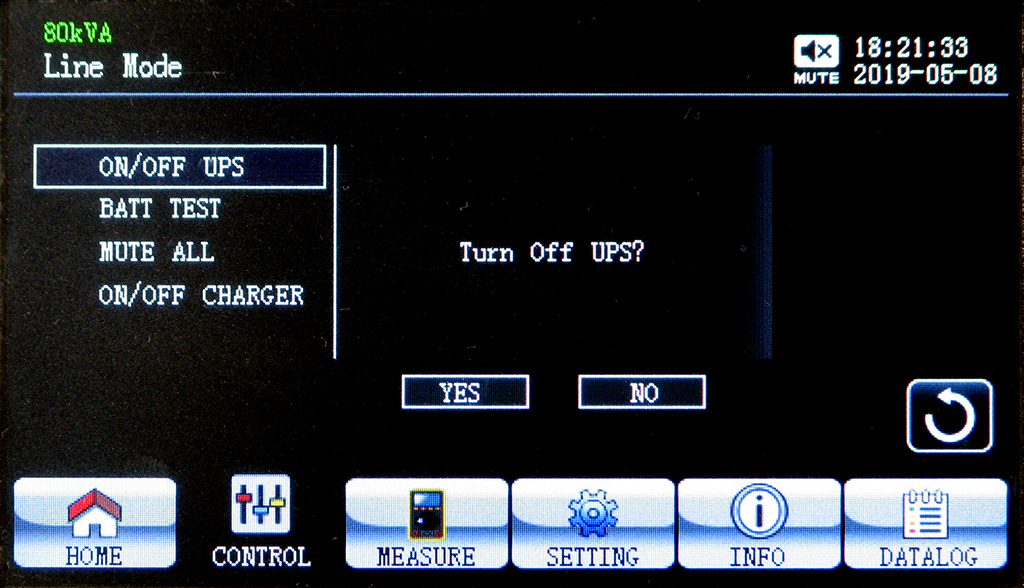 80kVA
Line Mode
MUTE
18:21:33
2019-05-08
ON/OFF UPS
BATT TEST
MUTE ALL
ON/OFF CHARGER
Turn Off UPS?
YES
NO
HOME
CONTROL
MEASURE
SETTING
INFO
DATALOG